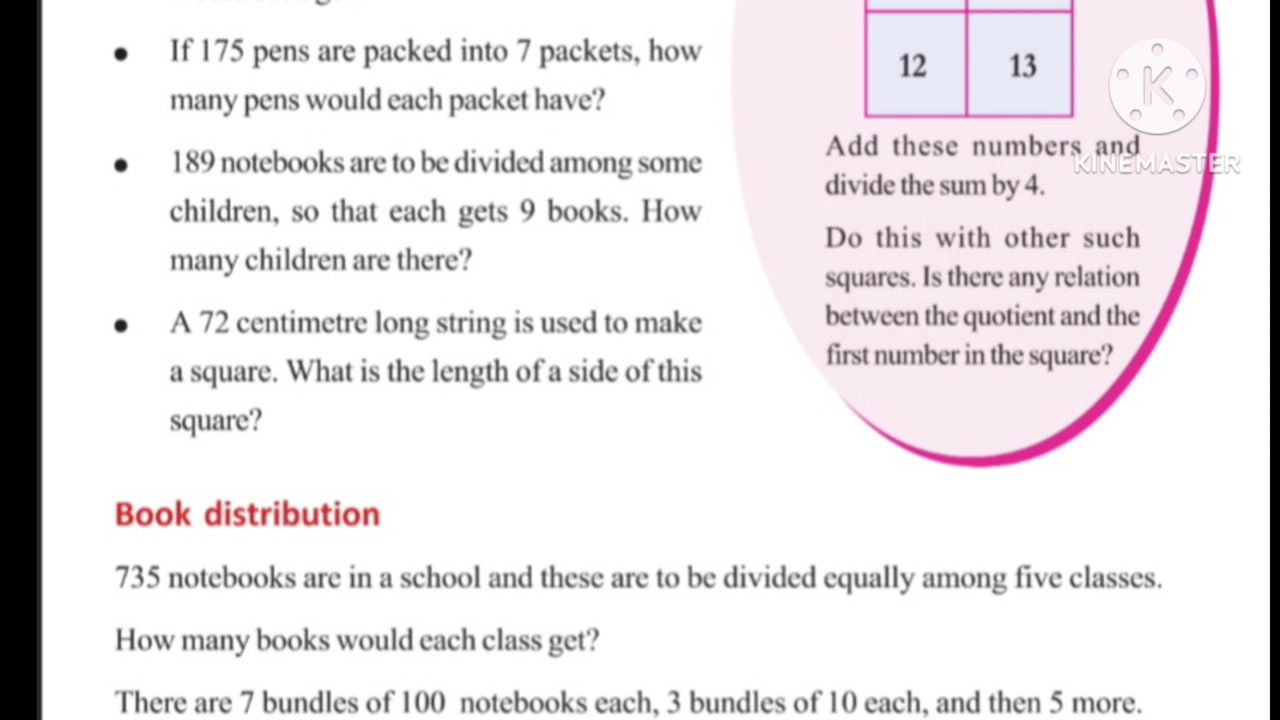 If 175 pens are packed into 7 packets, how
many pens would each packet have?
189 notebooks are to be divided among some
children, so that each gets 9 books. How
many children are there?
A 72 centimetre long string is used to make
a square. What is the length of a side of this
square?
12 13
K
KINEMASTER
Add these numbers and
divide the sum by 4.
Do this with other such
squares. Is there any relation
between the quotient and the
first number in the square?
Book distribution
735 notebooks are in a school and these are to be divided equally among five classes.
How many books would each class get?
There are 7 bundles of 100 notebooks each, 3 bundles of 10 each, and then 5 more.